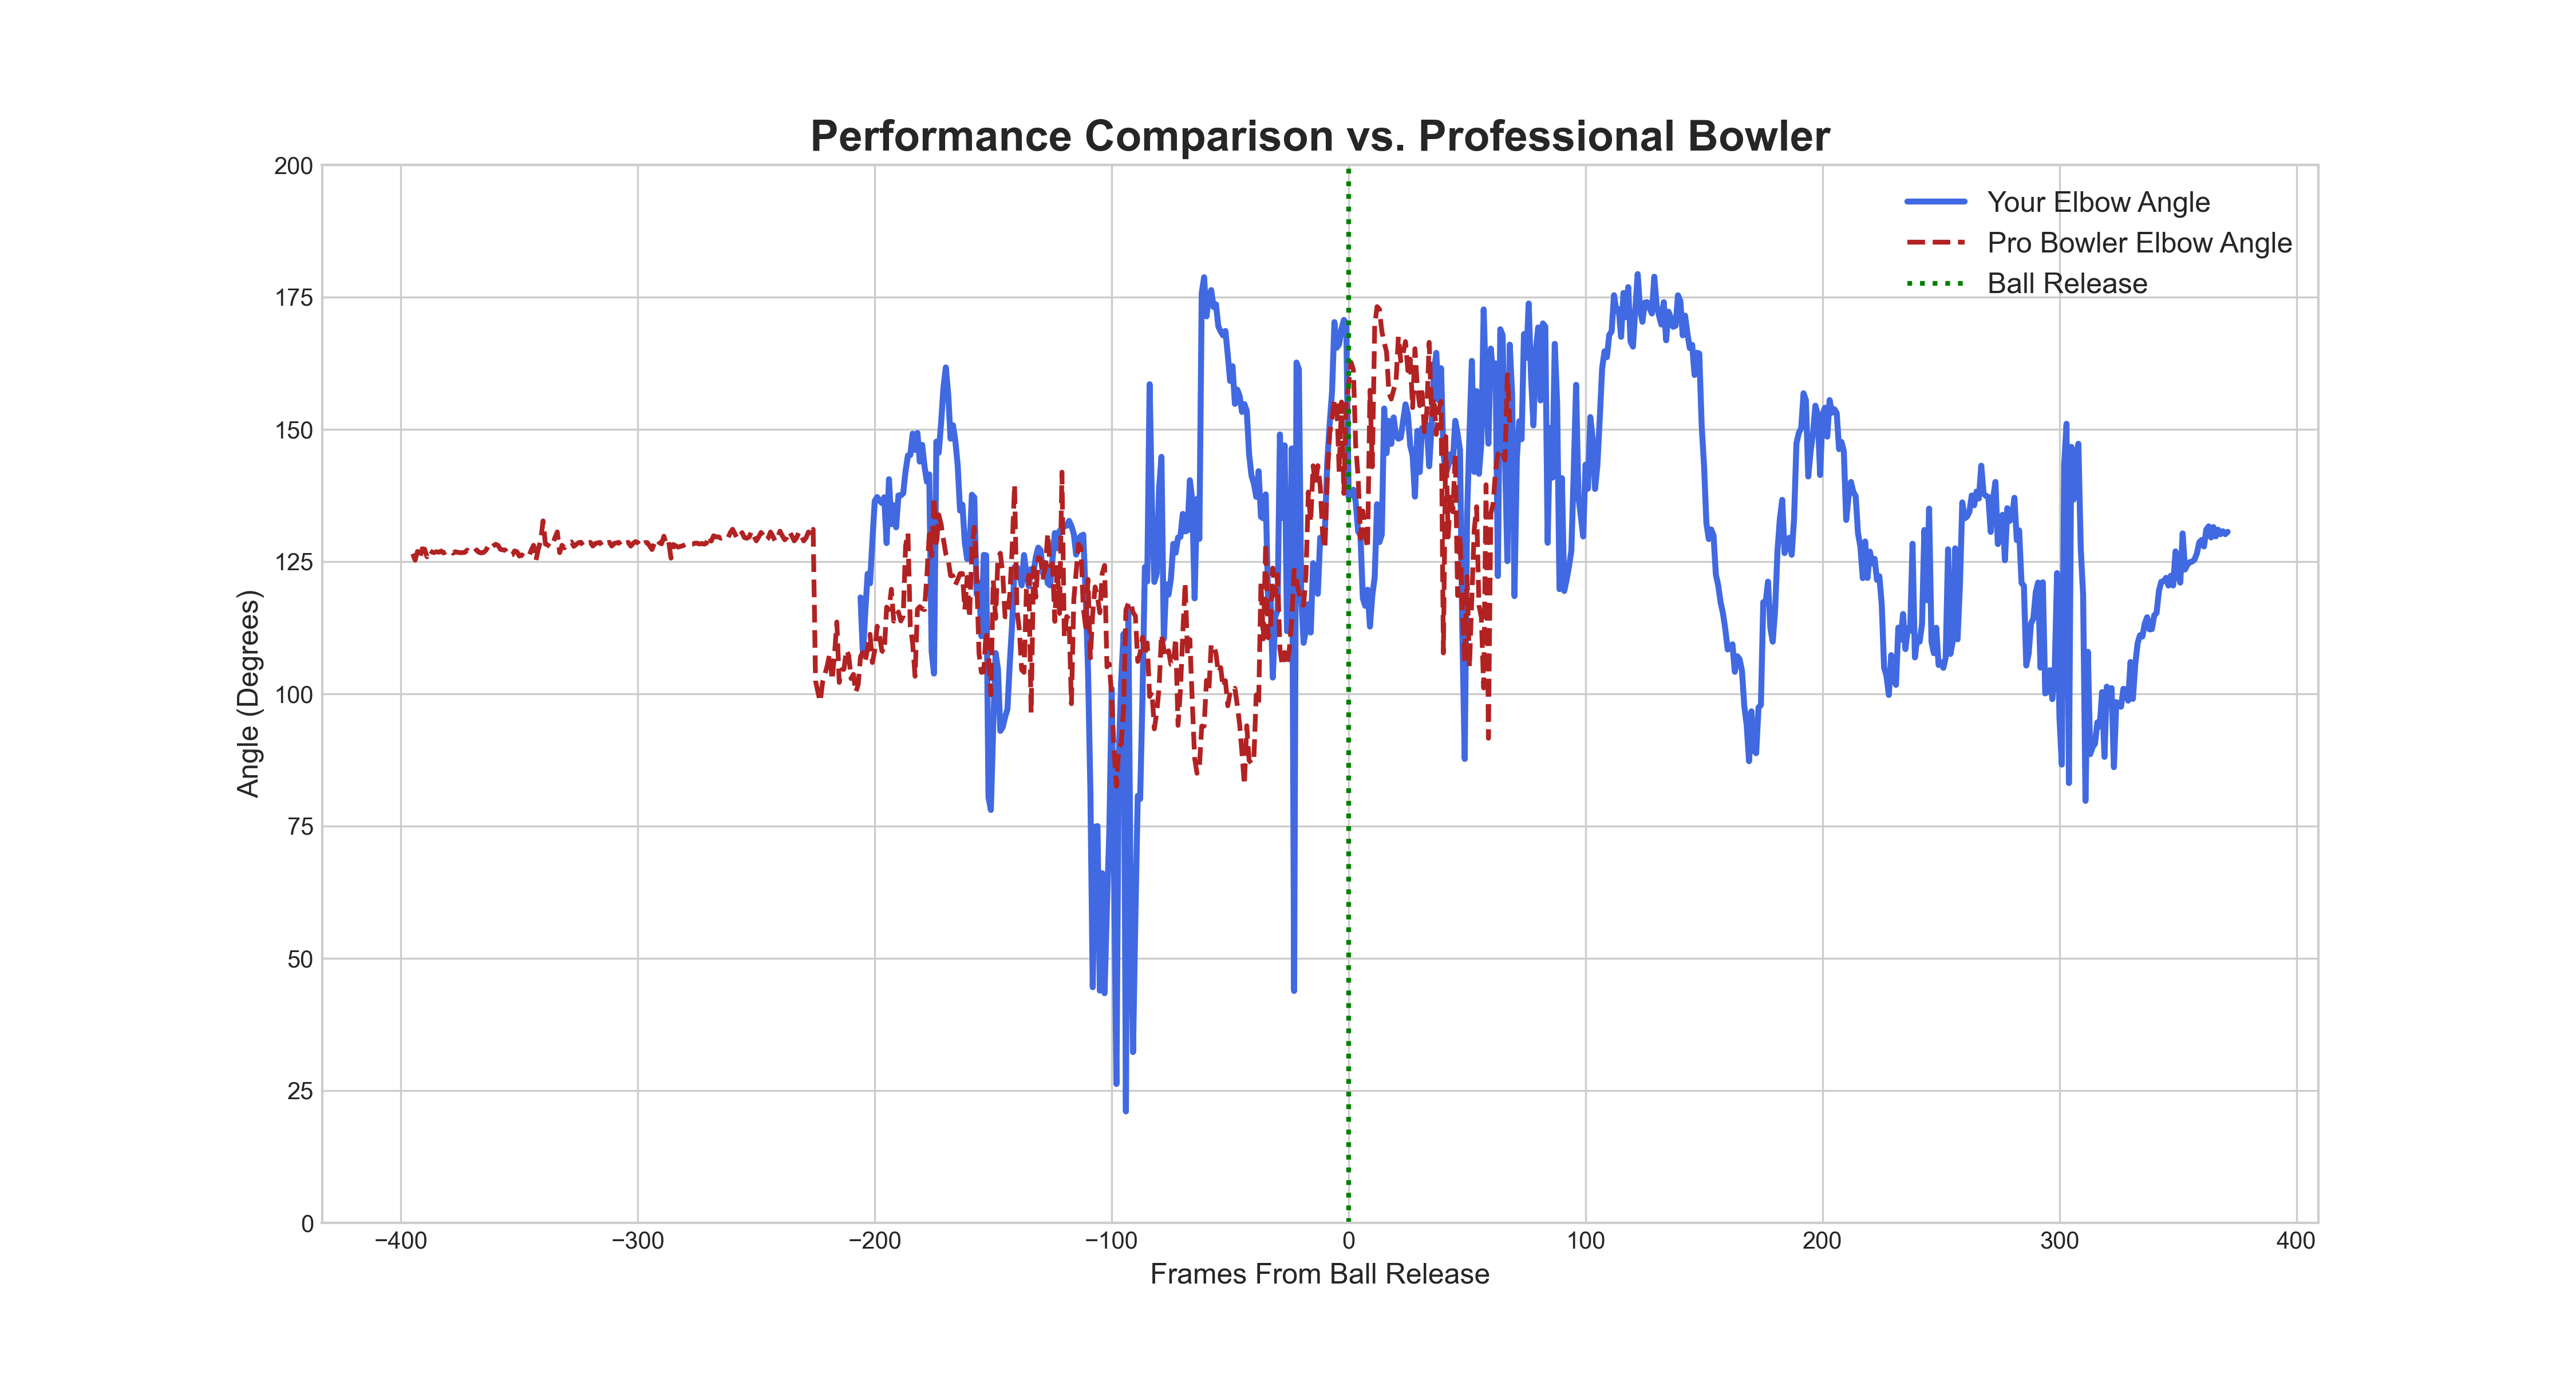 Performance Comparison vs. Professional Bowler
200
175
150
125
100
75
50
25
0
Angle (Degrees)
Your Elbow Angle
Pro Bowler Elbow Angle
Ball Release
−400 −300 −200 −100 0 100 200 300 400
Frames From Ball Release